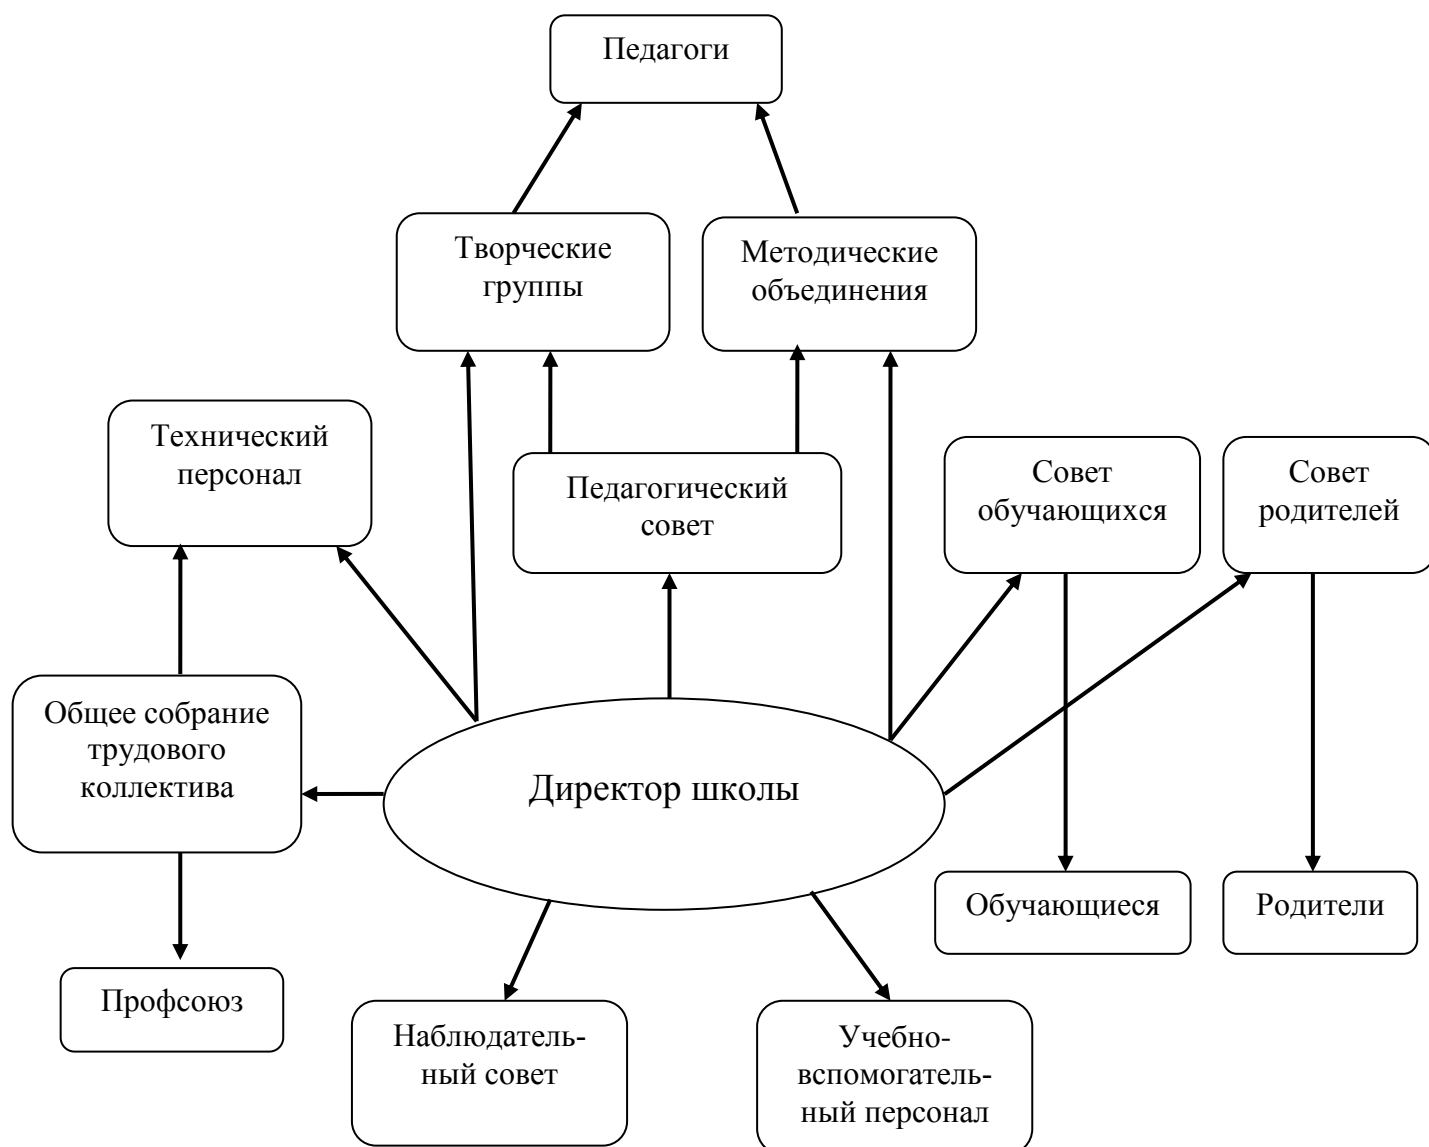 Педагоги
Творческие
группы
Методические
объединения
Технический
персонал
Педагогический
совет
Совет
обучающихся
Совет
родителей
Общее собрание
трудового
коллектива
Директор школы
Обучающиеся
Родители
Профсоюз
Наблюдатель-
ный совет
Учебно-
вспомогатель-
ный персонал